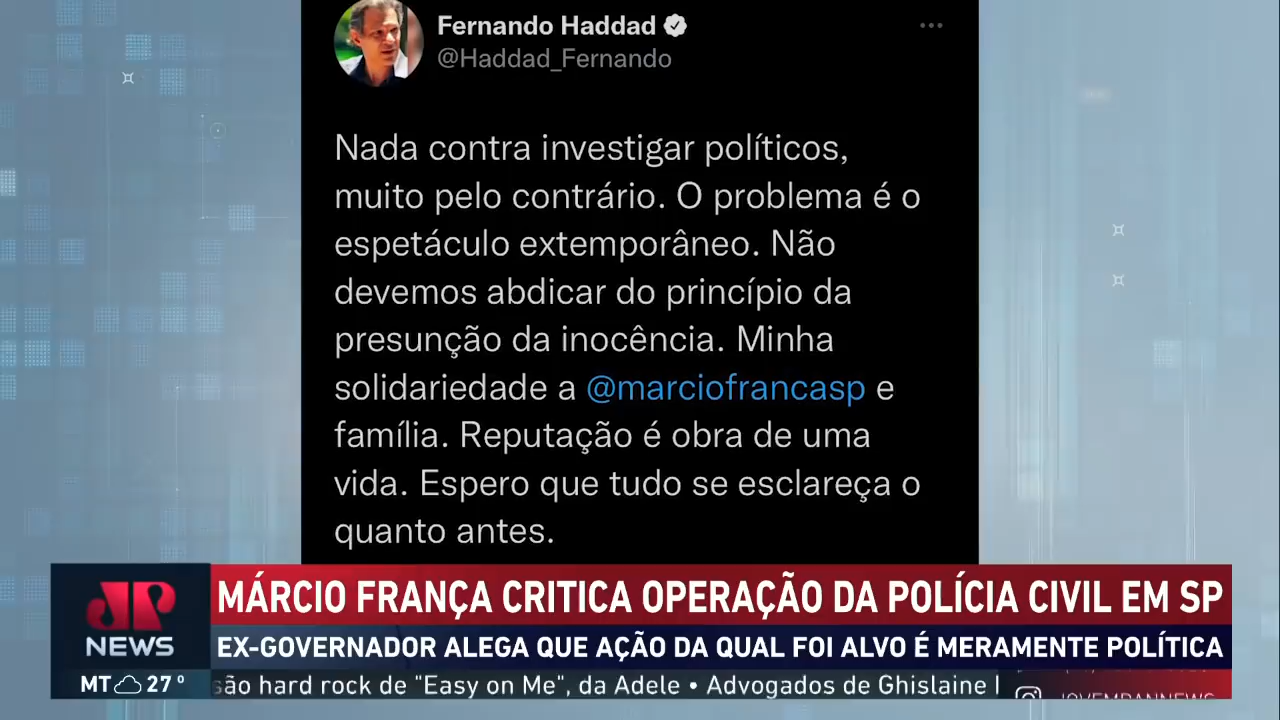 Fernando Haddad
@Haddad_Fernando
Nada contra investigar políticos,
muito pelo contrário. O problema é o
espetáculo extemporâneo. Não
devemos abdicar do princípio da
presunção da inocência. Minha
solidariedade a @marciofrancasp e
família. Reputação é obra de uma
vida. Espero que tudo se esclareça o
quanto antes.
JP
NEWS
MÁRCIO FRANÇA CRITICA OPERAÇÃO DA POLÍCIA CIVIL EM SP
EX-GOVERNADOR ALEGA QUE AÇÃO DA QUAL FOI ALVO É MERAMENTE POLÍTICA
MT 27°
são hard rock de "Easy on Me", da Adele • Advogados de Ghislaine
JOVEMPANNEWS